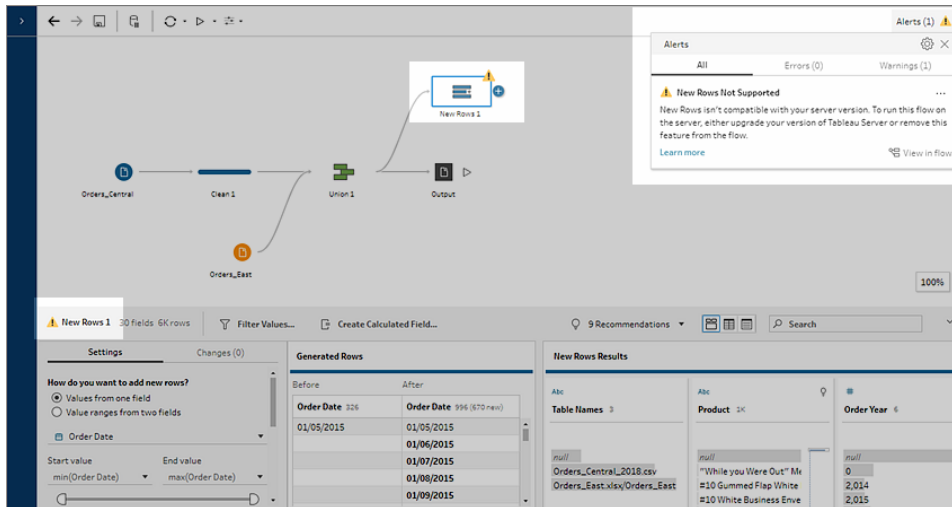 Alerts (1)
Alerts
All
Errors (0)
Warnings (1)
New Rows Not Supported
New Rows isn't compatible with your server version. To run this flow on
the server, either upgrade your version of Tableau Server or remove this
feature from the flow.
Learn more
View in flow
New Rows 1
Orders_Central
Clean 1
Union 1
Output
Orders_East
100%
New Rows 1
30 fields 6K rows
Filter Values...
Create Calculated Field...
9 Recommendations
Search
Settings
Changes (0)
How do you want to add new rows?
Values from one field
Value ranges from two fields
Order Date
Start value
End value
min(Order Date)
max(Order Date)
Generated Rows
Before
After
Order Date 326
Order Date 996 (670 new)
01/05/2015
01/05/2015
01/06/2015
01/07/2015
01/08/2015
01/09/2015
New Rows Results
Abc
Table Names 3
null
Orders_Central_2018.csv
Orders_East.xlsx/Orders_East
Abc
Product 1K
null
"While you Were Out" Me
#10 Gummed Flap White
#10 White Business Enve
#
Order Year 6
null
0
2,014
2,015